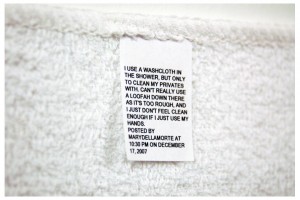 I USE A WASHCLOTH IN
THE SHOWER, BUT ONLY
TO CLEAN MY PRIVATES
WITH. CAN'T REALLY USE
A LOOFAH DOWN THERE
AS IT'S TOO ROUGH, AND
I JUST DON'T FEEL CLEAN
ENOUGH IF I JUST USE MY
HANDS.
POSTED BY
MARYDELLAMORTE AT
10:30 PM ON DECEMBER
17, 2007